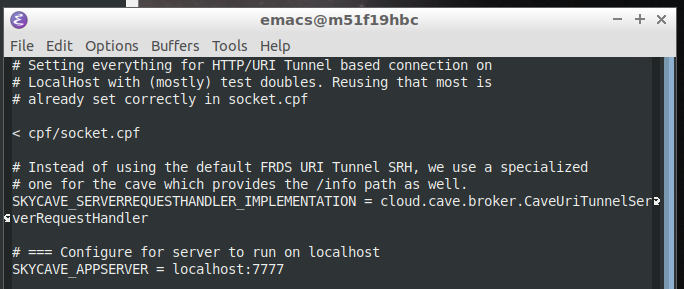 emacs@m51f19hbc
File Edit Options Buffers Tools Help
# Setting everything for HTTP/URI Tunnel based connection on
# LocalHost with (mostly) test doubles. Reusing that most is
# already set correctly in socket.cpf
< cpf/socket.cpf
# Instead of using the default FRDS URI Tunnel SRH, we use a specialized
# one for the cave which provides the /info path as well.
SKYCAVE_SERVERREQUESTHANDLER_IMPLEMENTATION = cloud.cave.broker.CaveUriTunnelSer
verRequestHandler
# === Configure for server to run on localhost
SKYCAVE_APPSERVER = localhost:7777